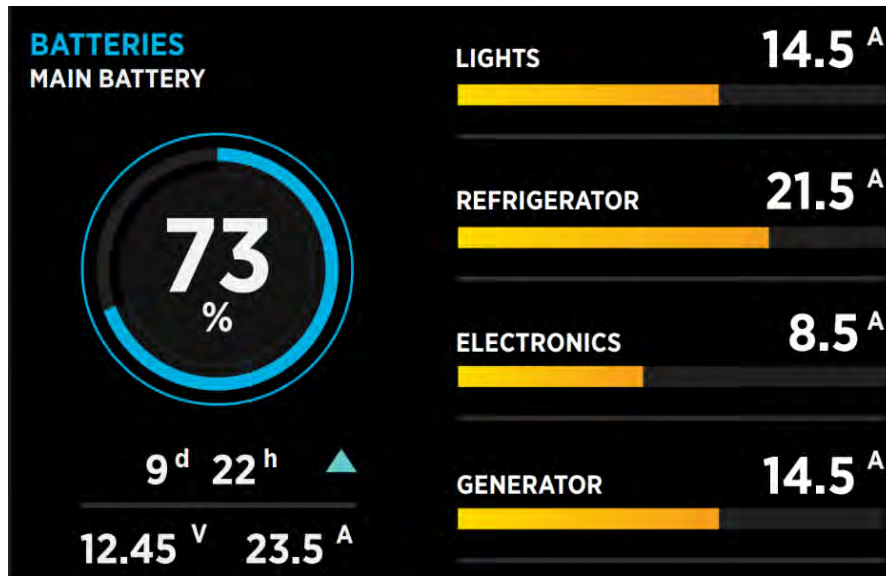 BATTERIES
MAIN BATTERY
73
%
9 d 22 h
12.45 V 23.5 A
LIGHTS 14.5 A
REFRIGERATOR 21.5 A
ELECTRONICS 8.5 A
GENERATOR 14.5 A